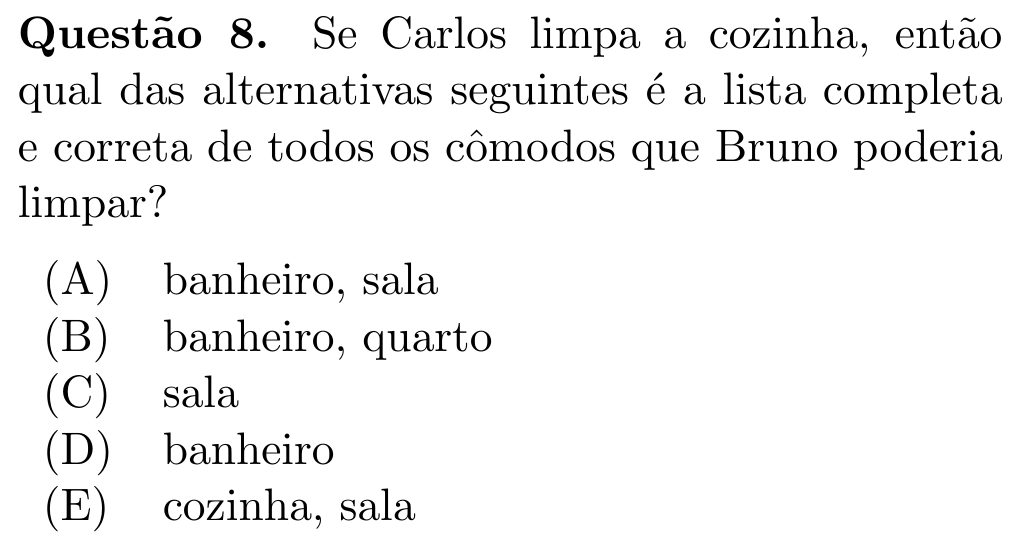 Questão 8. Se Carlos limpa a cozinha, então
qual das alternativas seguintes é a lista completa
e correta de todos os cômodos que Bruno poderia
limpar?
(A) banheiro, sala
(B) banheiro, quarto
(C) sala
(D) banheiro
(E) cozinha, sala